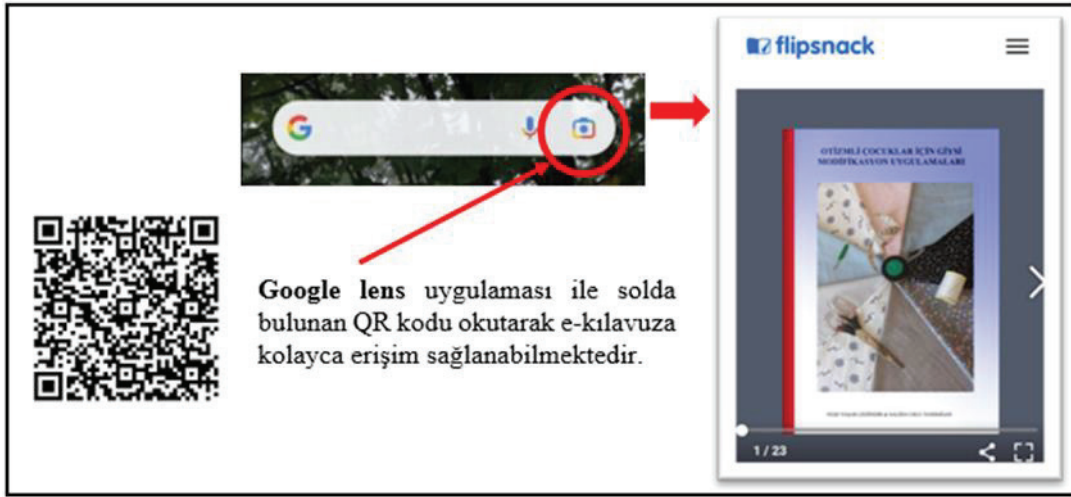 flipsnack
OTİZMLİ ÇOCUKLAR İÇİN GİYSİ
MODİFİKASYON UYGULAMALARI
Google lens uygulaması ile solda
bulunan QR kodu okutarak e-kılavuza
kolayca erişim sağlanabilmektedir.
1 / 23